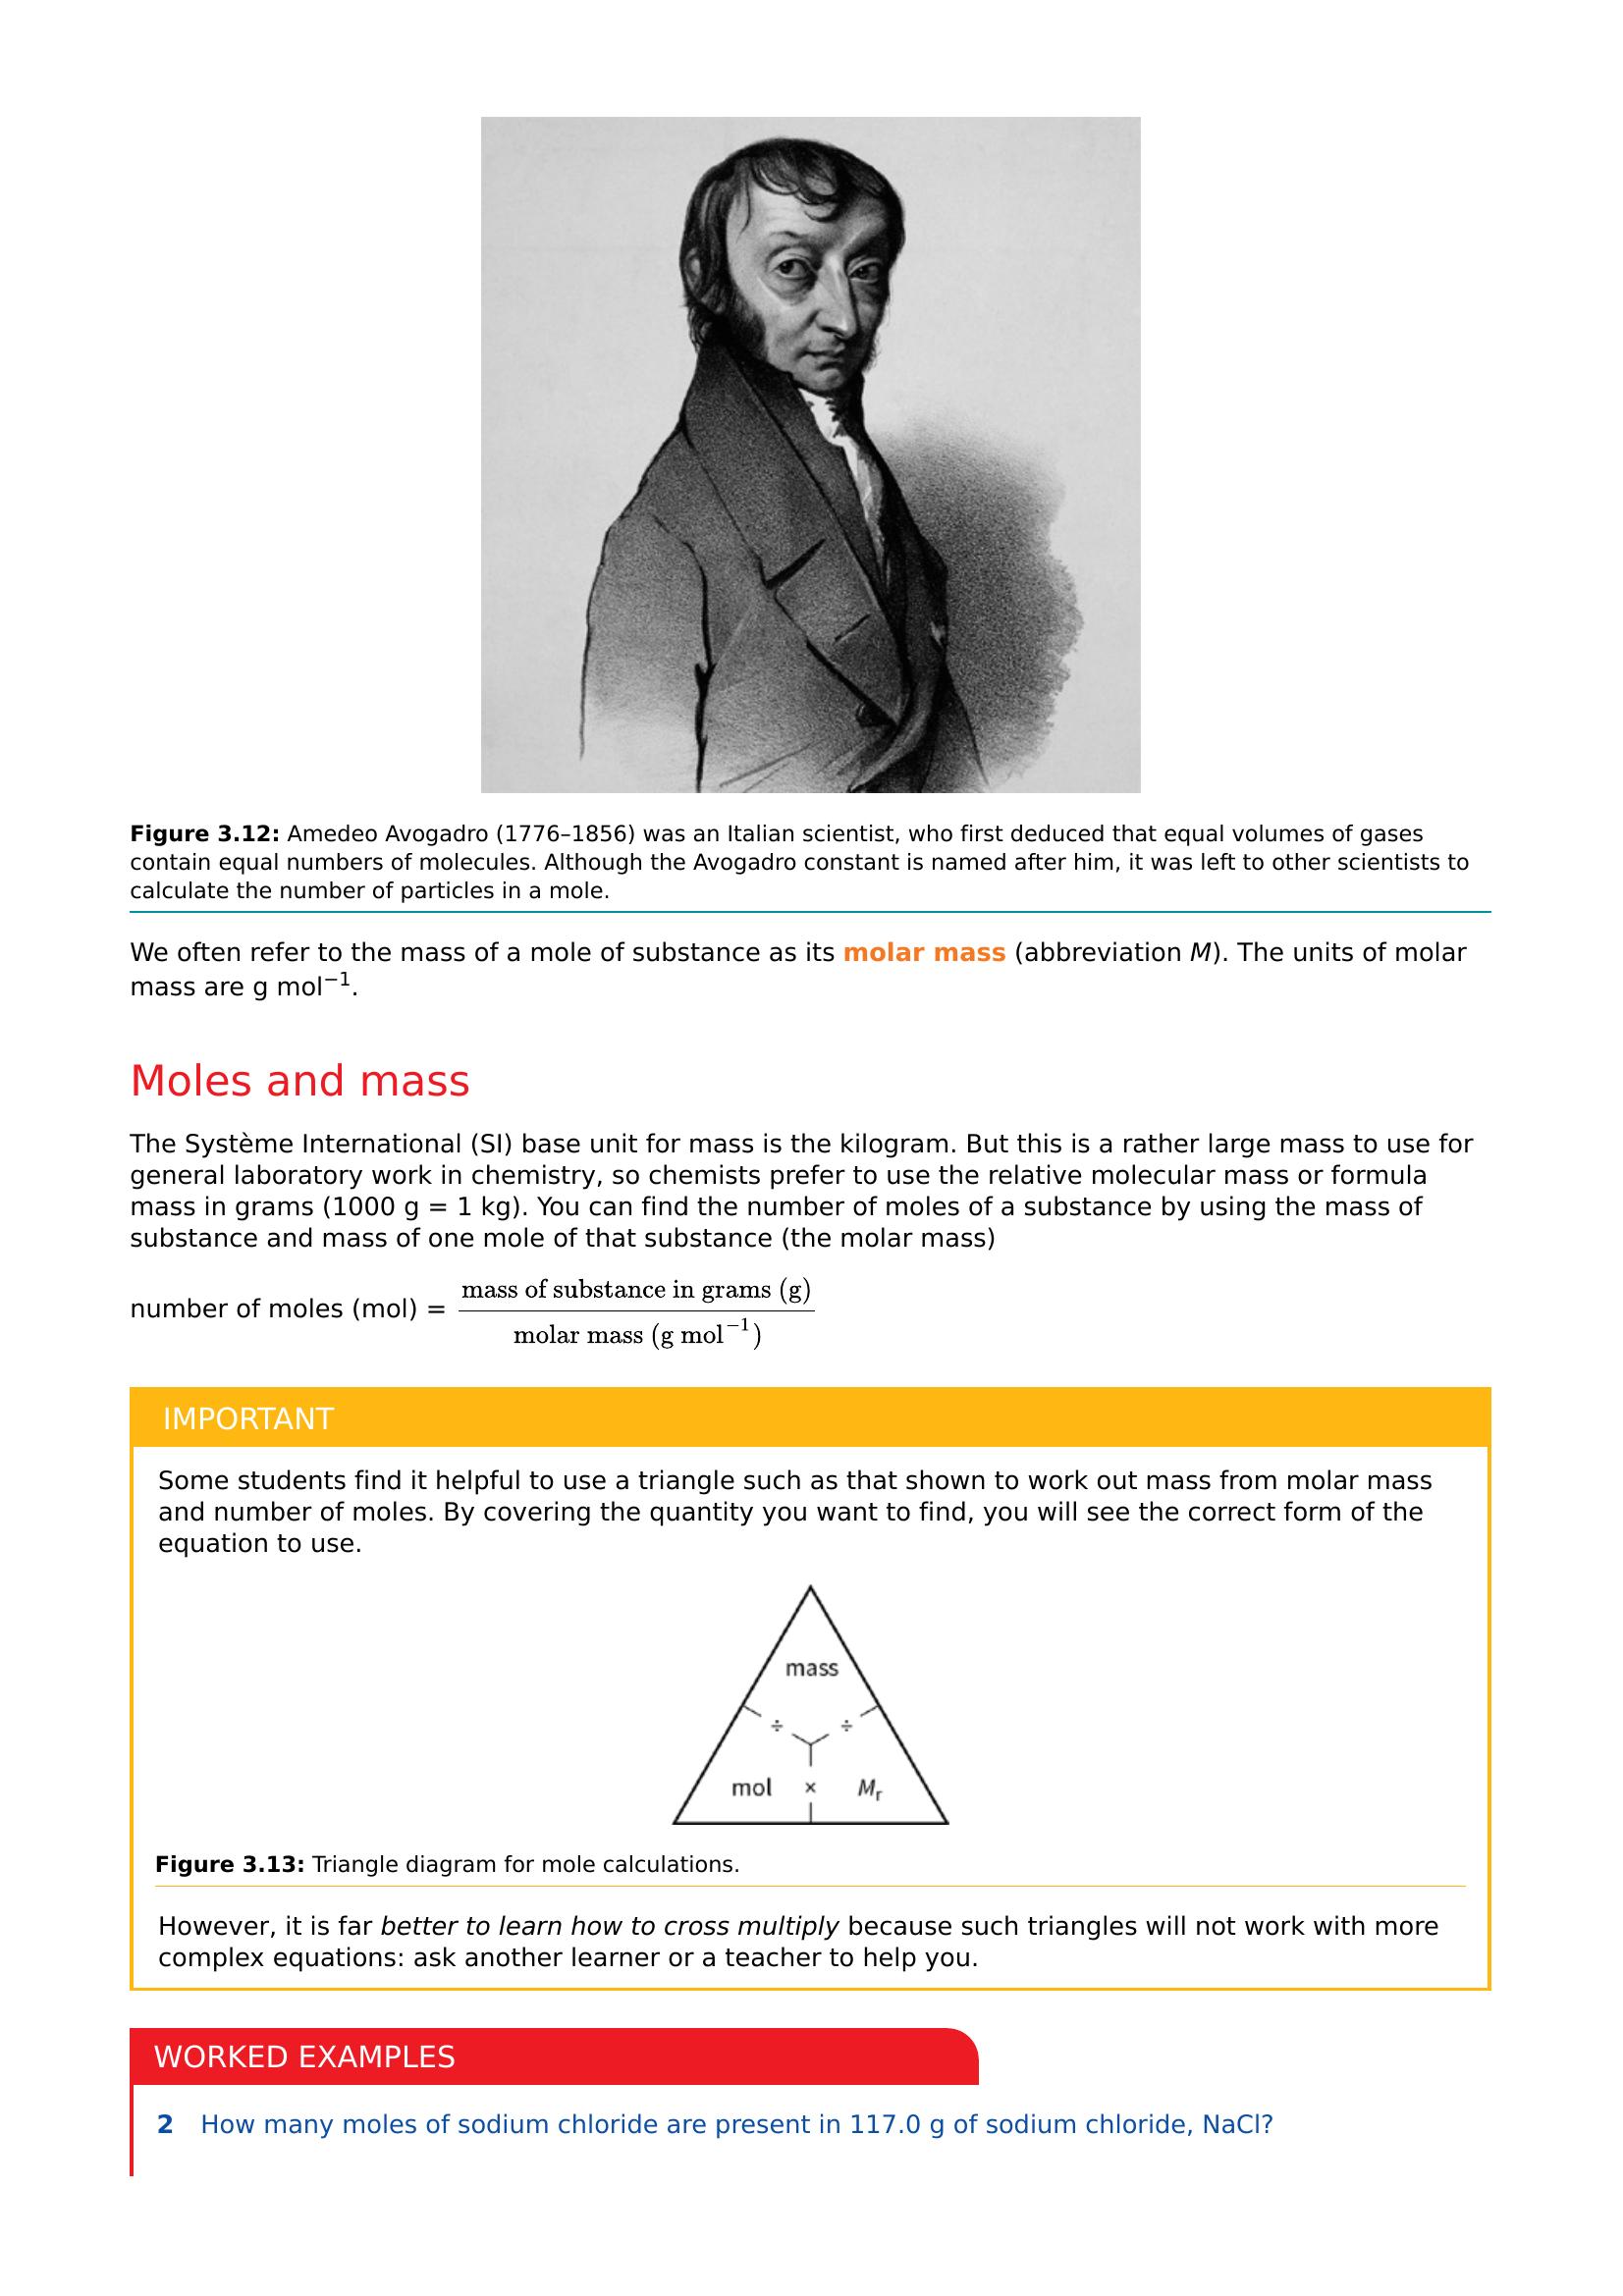 Figure 3.12: Amedeo Avogadro (1776–1856) was an Italian scientist, who first deduced that equal volumes of gases
contain equal numbers of molecules. Although the Avogadro constant is named after him, it was left to other scientists to
calculate the number of particles in a mole.
We often refer to the mass of a mole of substance as its molar mass (abbreviation M). The units of molar
mass are g mol⁻¹.
Moles and mass
The Système International (SI) base unit for mass is the kilogram. But this is a rather large mass to use for
general laboratory work in chemistry, so chemists prefer to use the relative molecular mass or formula
mass in grams (1000 g = 1 kg). You can find the number of moles of a substance by using the mass of
substance and mass of one mole of that substance (the molar mass)
number of moles (mol) = mass of substance in grams (g)
molar mass (g mol⁻¹)
IMPORTANT
Some students find it helpful to use a triangle such as that shown to work out mass from molar mass
and number of moles. By covering the quantity you want to find, you will see the correct form of the
equation to use.
mass
÷ ÷
mol × Mᵣ
Figure 3.13: Triangle diagram for mole calculations.
However, it is far better to learn how to cross multiply because such triangles will not work with more
complex equations: ask another learner or a teacher to help you.
WORKED EXAMPLES
2 How many moles of sodium chloride are present in 117.0 g of sodium chloride, NaCl?